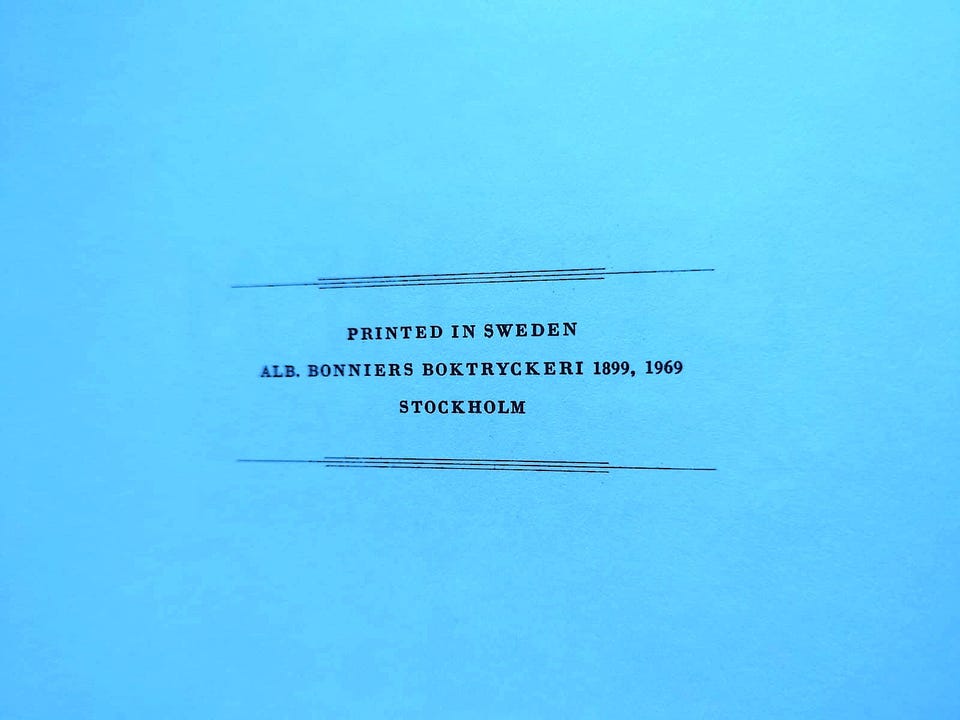 PRINTED IN SWEDEN
ALB. BONNIERS BOKTRYCKERI 1899, 1969
STOCKHOLM